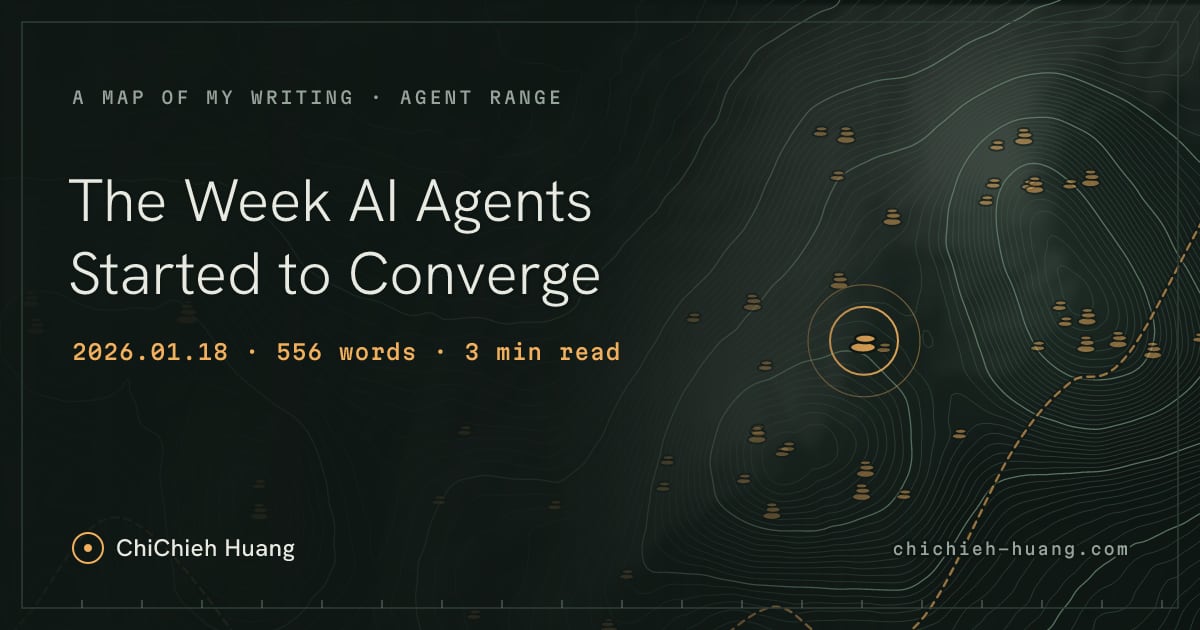 A MAP OF MY WRITING · AGENT RANGE
The Week AI Agents
Started to Converge
2026.01.18 · 556 words · 3 min read
ChiChieh Huang
chichieh-huang.com